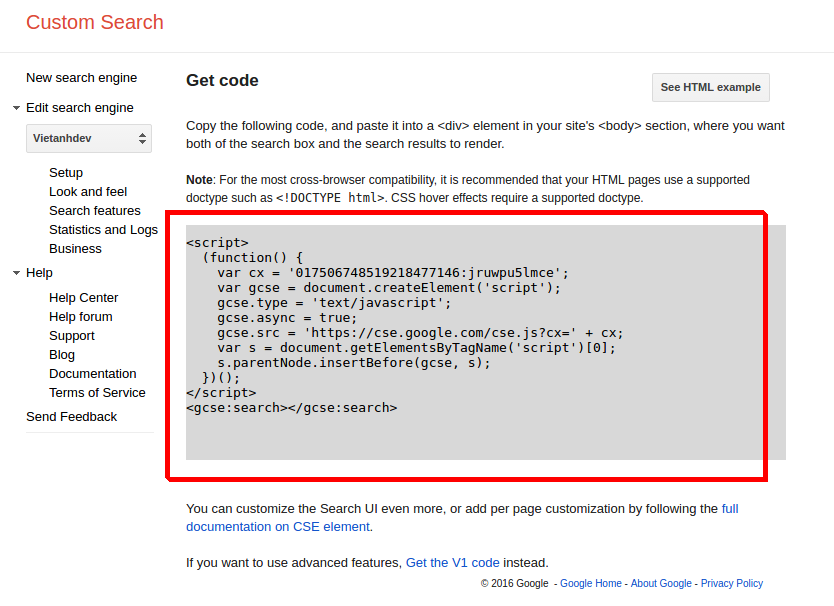 Custom Search
New search engine
Edit search engine
Vietanhdev
Setup
Look and feel
Search features
Statistics and Logs
Business
Help
Help Center
Help forum
Support
Blog
Documentation
Terms of Service
Send Feedback
Get code
See HTML example
Copy the following code, and paste it into a <div> element in your site's <body> section, where you want
both of the search box and the search results to render.
Note: For the most cross-browser compatibility, it is recommended that your HTML pages use a supported
doctype such as <!DOCTYPE html>. CSS hover effects require a supported doctype.
<script>
  (function() {
    var cx = '017506748519218477146:jruwpu5lmce';
    var gcse = document.createElement('script');
    gcse.type = 'text/javascript';
    gcse.async = true;
    gcse.src = 'https://cse.google.com/cse.js?cx=' + cx;
    var s = document.getElementsByTagName('script')[0];
    s.parentNode.insertBefore(gcse, s);
  })();
</script>
<gcse:search></gcse:search>
You can customize the Search UI even more, or add per page customization by following the full
documentation on CSE element.
If you want to use advanced features, Get the V1 code instead.
© 2016 Google - Google Home - About Google - Privacy Policy